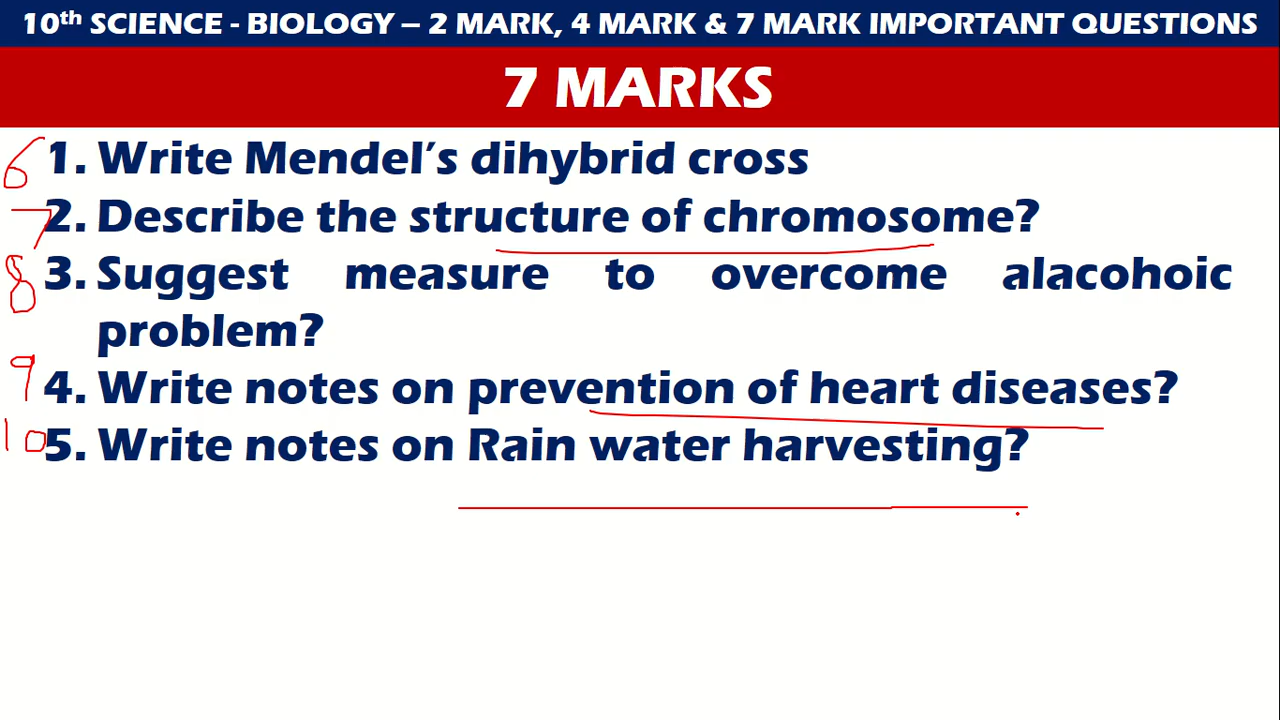 10th SCIENCE - BIOLOGY – 2 MARK, 4 MARK & 7 MARK IMPORTANT QUESTIONS
7 MARKS
6 1. Write Mendel's dihybrid cross
7 2. Describe the structure of chromosome?
8 3. Suggest measure to overcome alacohoic
problem?
9 4. Write notes on prevention of heart diseases?
10 5. Write notes on Rain water harvesting?